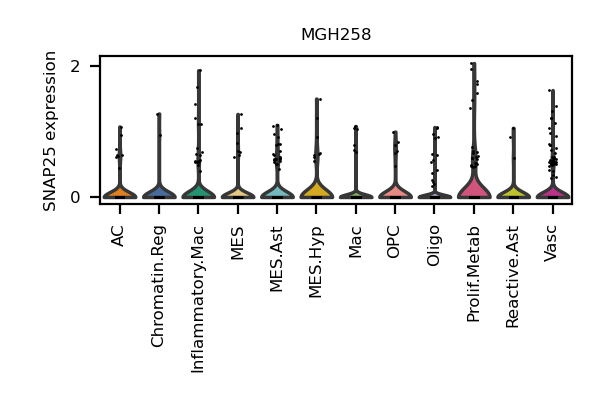 MGH258
SNAP25 expression
2
0
AC
Chromatin.Reg
Inflammatory.Mac
MES
MES.Ast
MES.Hyp
Mac
OPC
Oligo
Prolif.Metab
Reactive.Ast
Vasc